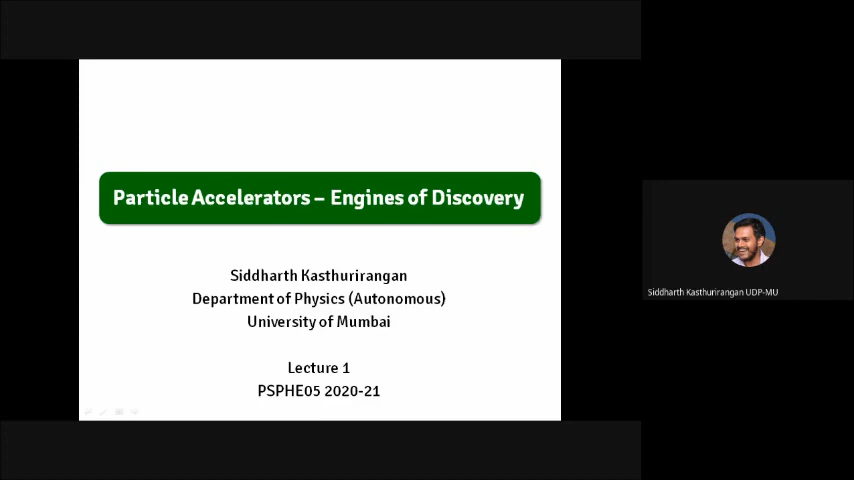 Particle Accelerators – Engines of Discovery
Siddharth Kasthurirangan
Department of Physics (Autonomous)
University of Mumbai
Lecture 1
PSPHE05 2020-21
Siddharth Kasthurirangan UDP-MU